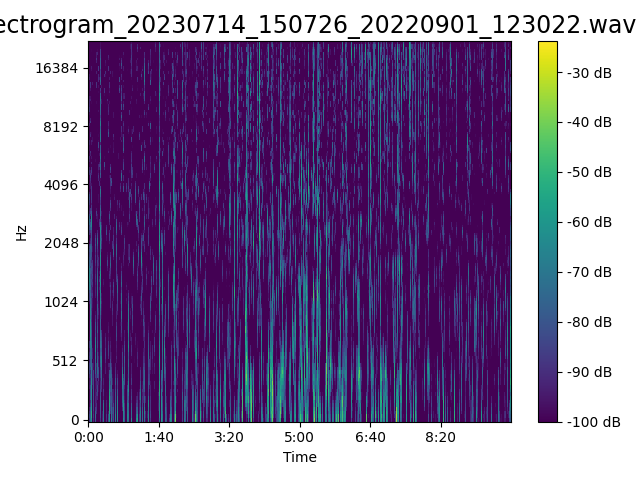 ectrogram_20230714_150726_20220901_123022.wav
16384
8192
4096
2048
1024
512
0
Hz
0:00 1:40 3:20 5:00 6:40 8:20
Time
-30 dB
-40 dB
-50 dB
-60 dB
-70 dB
-80 dB
-90 dB
-100 dB